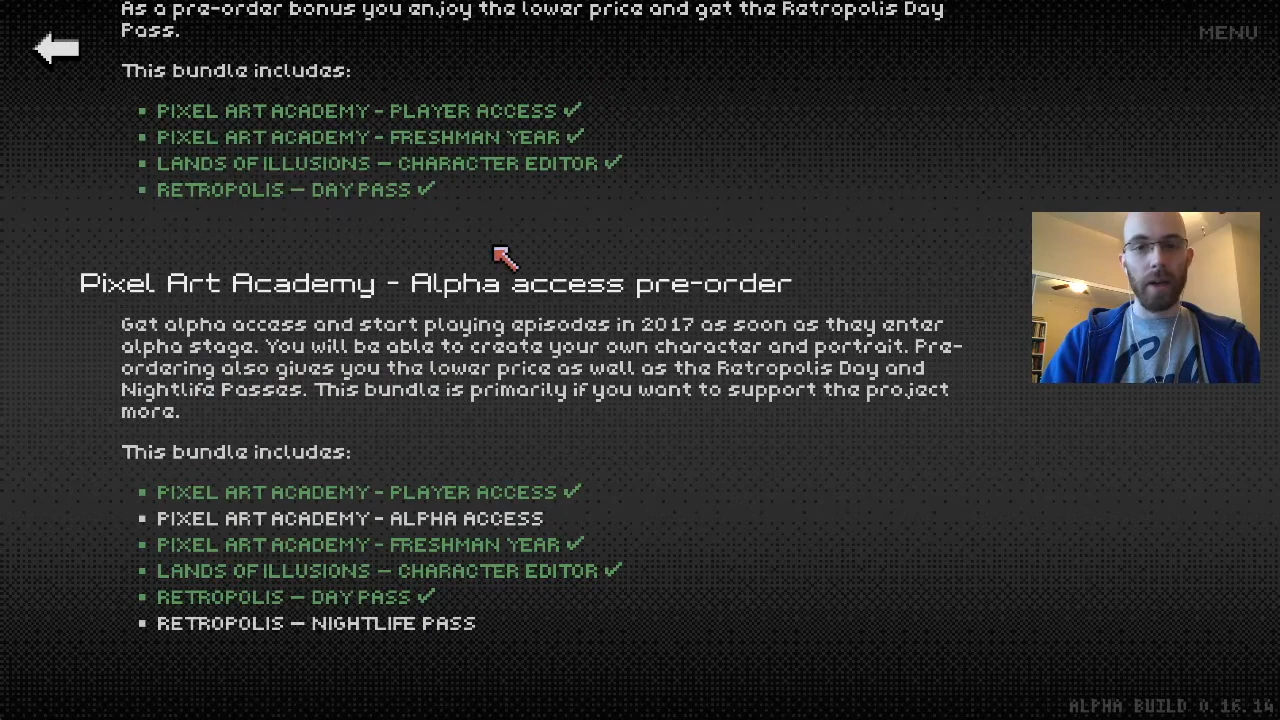 As a pre-order bonus you enjoy the lower price and get the Retropolis Day
Pass.
MENU
This bundle includes:
PIXEL ART ACADEMY - PLAYER ACCESS ✓
PIXEL ART ACADEMY - FRESHMAN YEAR ✓
LANDS OF ILLUSIONS — CHARACTER EDITOR ✓
RETROPOLIS — DAY PASS ✓
Pixel Art Academy - Alpha access pre-order
Get alpha access and start playing episodes in 2017 as soon as they enter
alpha stage. You will be able to create your own character and portrait. Pre-
ordering also gives you the lower price as well as the Retropolis Day and
Nightlife Passes. This bundle is primarily if you want to support the project
more.
This bundle includes:
PIXEL ART ACADEMY - PLAYER ACCESS ✓
PIXEL ART ACADEMY - ALPHA ACCESS
PIXEL ART ACADEMY - FRESHMAN YEAR ✓
LANDS OF ILLUSIONS — CHARACTER EDITOR ✓
RETROPOLIS — DAY PASS ✓
RETROPOLIS — NIGHTLIFE PASS
ALPHA BUILD 0.16.14